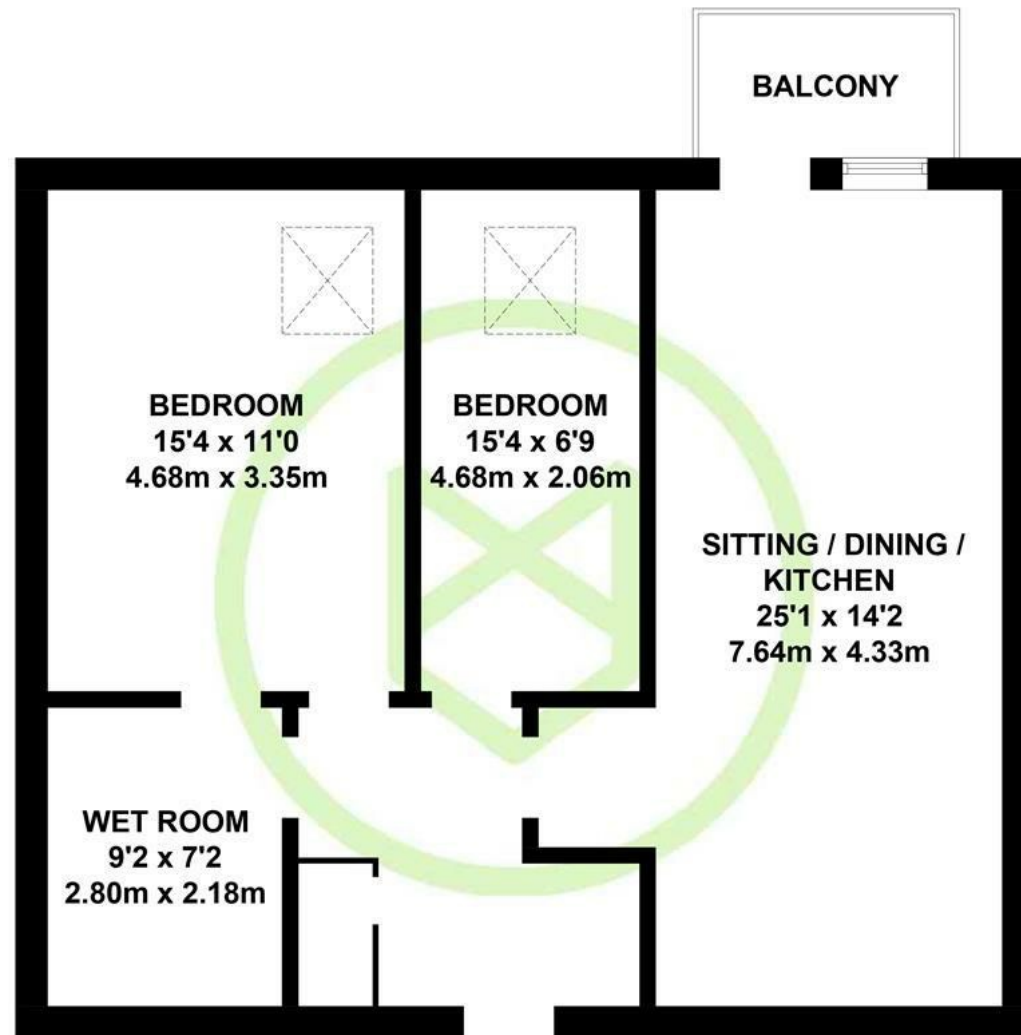 BALCONY
BEDROOM
15'4 x 11'0
4.68m x 3.35m
BEDROOM
15'4 x 6'9
4.68m x 2.06m
SITTING / DINING /
KITCHEN
25'1 x 14'2
7.64m x 4.33m
WET ROOM
9'2 x 7'2
2.80m x 2.18m